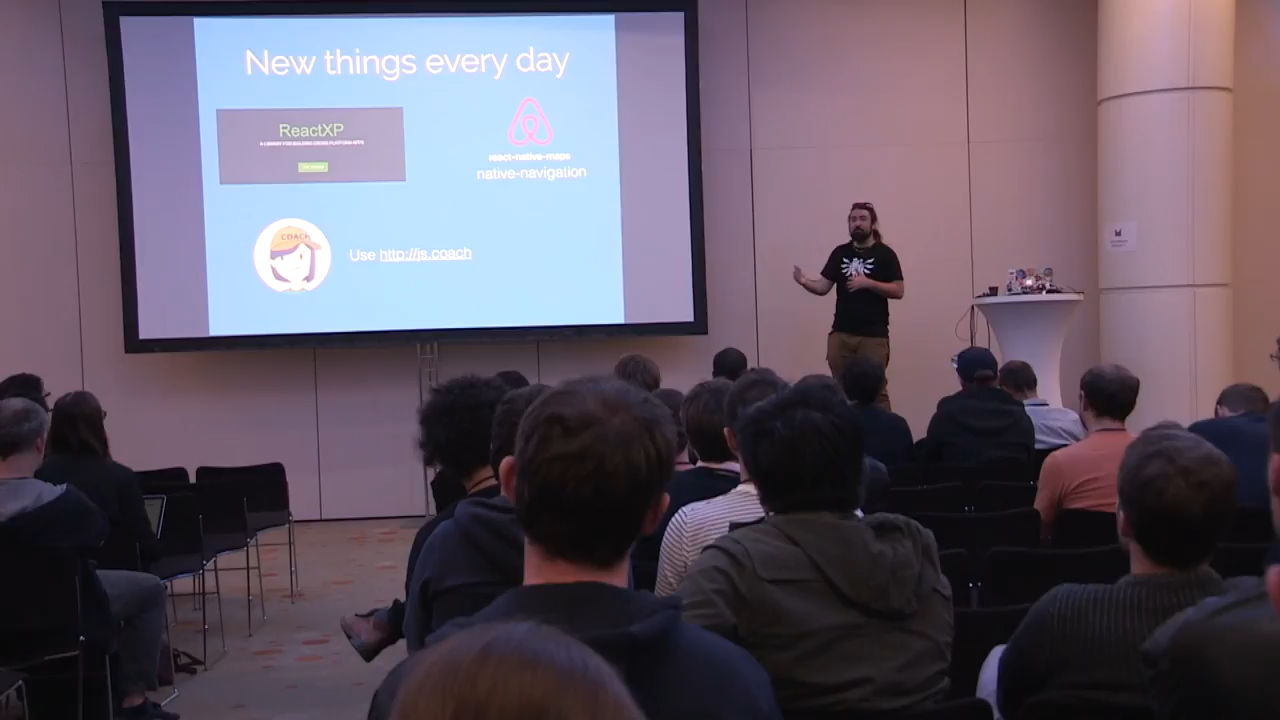 New things every day
ReactXP
A LIBRARY FOR BUILDING CROSS-PLATFORM APPS
react-native-maps
native-navigation
COACH
Use http://js.coach